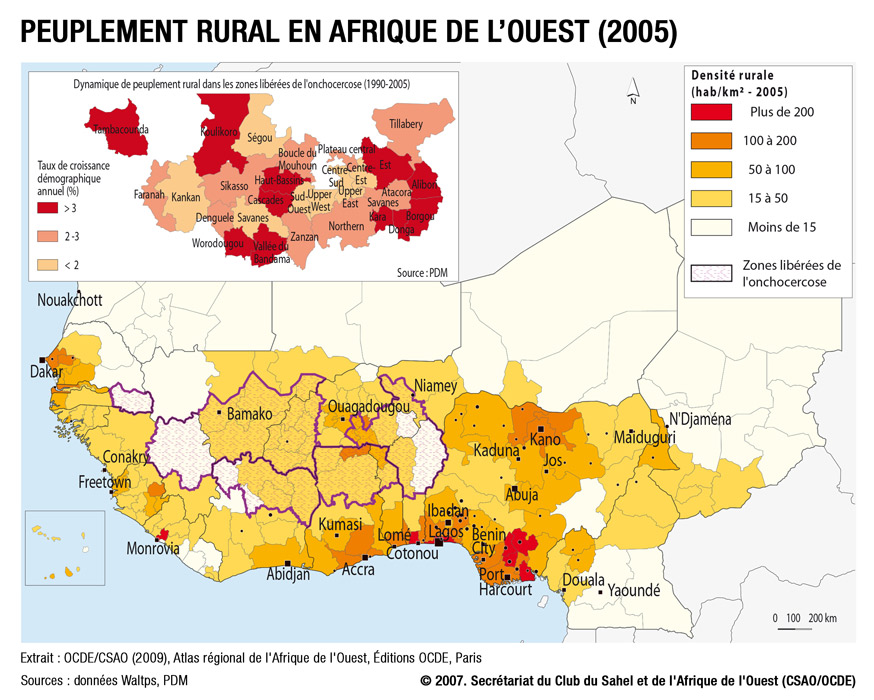 PEUPLEMENT RURAL EN AFRIQUE DE L'OUEST (2005)
Dynamique de peuplement rural dans les zones libérées de l'onchocercose (1990-2005)
Taux de croissance
démographique
annuel (%)
> 3
2 -3
< 2
Tambacounda
Koulikoro
Ségou
Tillabery
Boucle du
Mouhoun
Plateau central
Centre-
Sud
Centre-
Est
Est
Faranah
Kankan
Sikasso
Haut-Bassins
Cascades
Sud-
Ouest
Upper
West
Upper
East
Atacora
Savanes
Alibori
Denguele
Savanes
Zanzan
Northern
Kara
Borgou
Donga
Worodougou
Vallée du
Bandama
Source : PDM
Densité rurale
(hab/km² - 2005)
Plus de 200
100 à 200
50 à 100
15 à 50
Moins de 15
Zones libérées de
l'onchocercose
N
Nouakchott
Dakar
Bamako
Ouagadougou
Niamey
N'Djaména
Kano
Maiduguri
Kaduna
Jos
Conakry
Freetown
Abuja
Ibadan
Kumasi
Lomé
Lagos
Benin
City
Monrovia
Cotonou
Abidjan
Accra
Port
Harcourt
Douala
Yaoundé
0 100 200 km
Extrait : OCDE/CSAO (2009), Atlas régional de l'Afrique de l'Ouest, Éditions OCDE, Paris
Sources : données Waltps, PDM
© 2007. Secrétariat du Club du Sahel et de l'Afrique de l'Ouest (CSAO/OCDE)